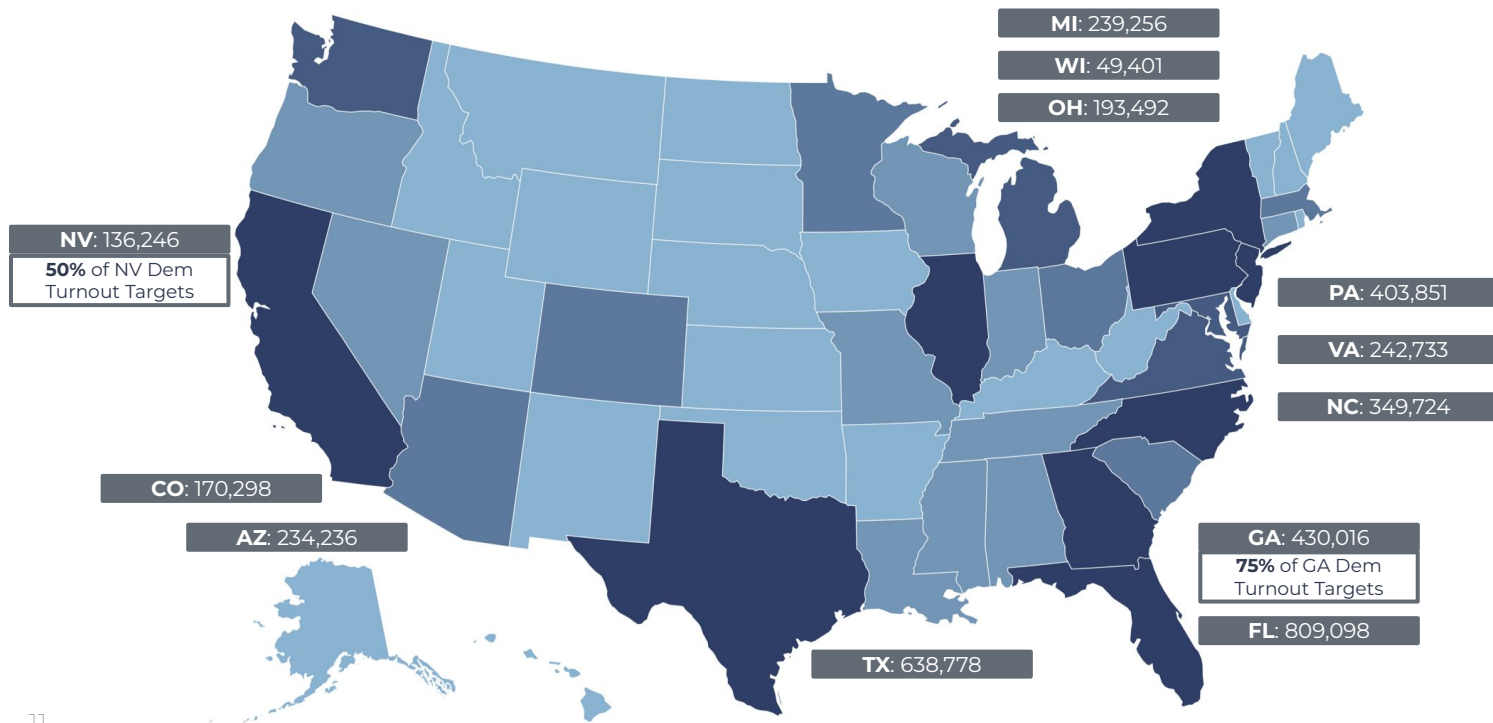 MI: 239,256
WI: 49,401
OH: 193,492
NV: 136,246
50% of NV Dem
Turnout Targets
PA: 403,851
VA: 242,733
NC: 349,724
CO: 170,298
AZ: 234,236
GA: 430,016
75% of GA Dem
Turnout Targets
FL: 809,098
TX: 638,778
11